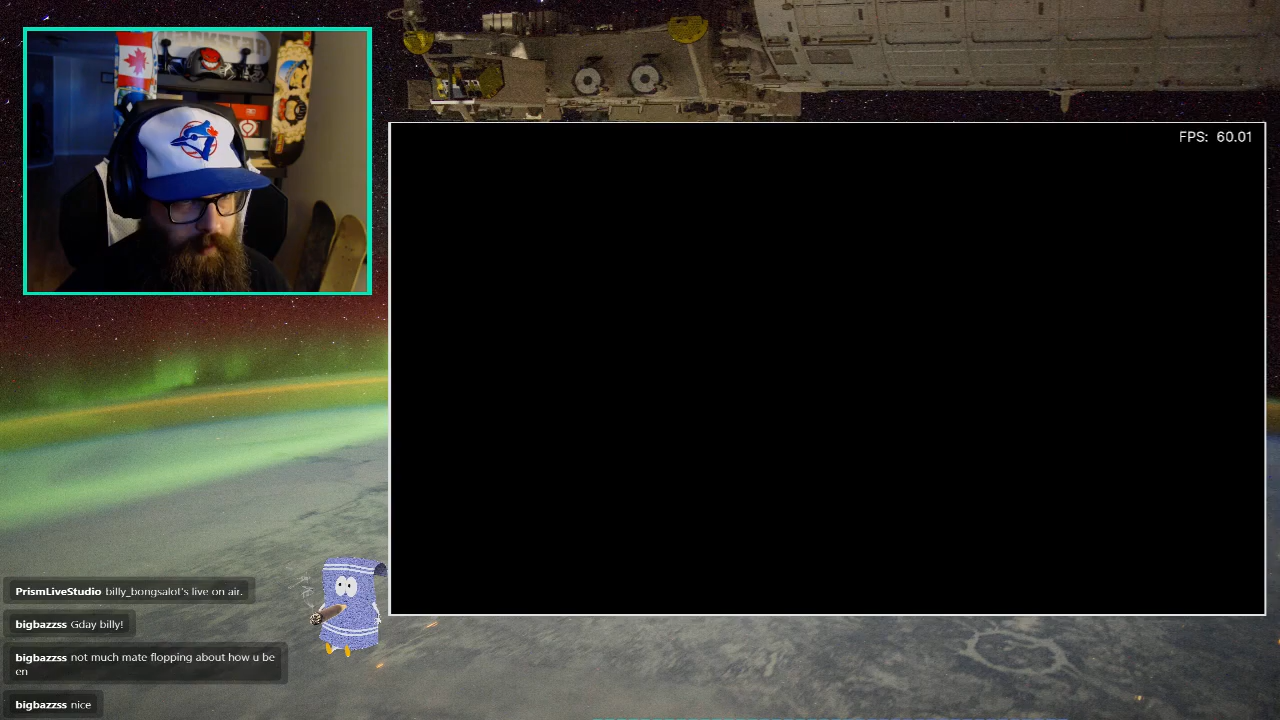 FPS: 60.01
PrismLiveStudio billy_bongsalot's live on air.
bigbazzss Gday billy!
bigbazzss not much mate flopping about how u be
en
bigbazzss nice